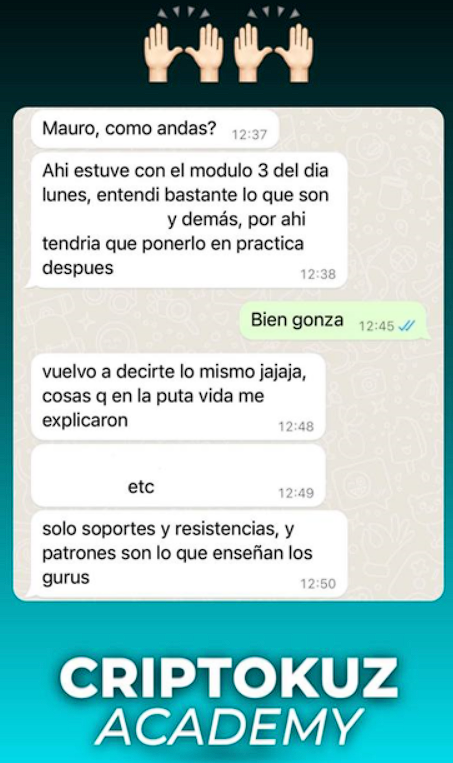 Mauro, como andas? 12:37
Ahi estuve con el modulo 3 del dia
lunes, entendi bastante lo que son
y demás, por ahi
tendria que ponerlo en practica
despues 12:38
Bien gonza 12:45
vuelvo a decirte lo mismo jajaja,
cosas q en la puta vida me
explicaron 12:48
etc 12:49
solo soportes y resistencias, y
patrones son lo que enseñan los
gurus 12:50
CRIPTOKUZ
ACADEMY